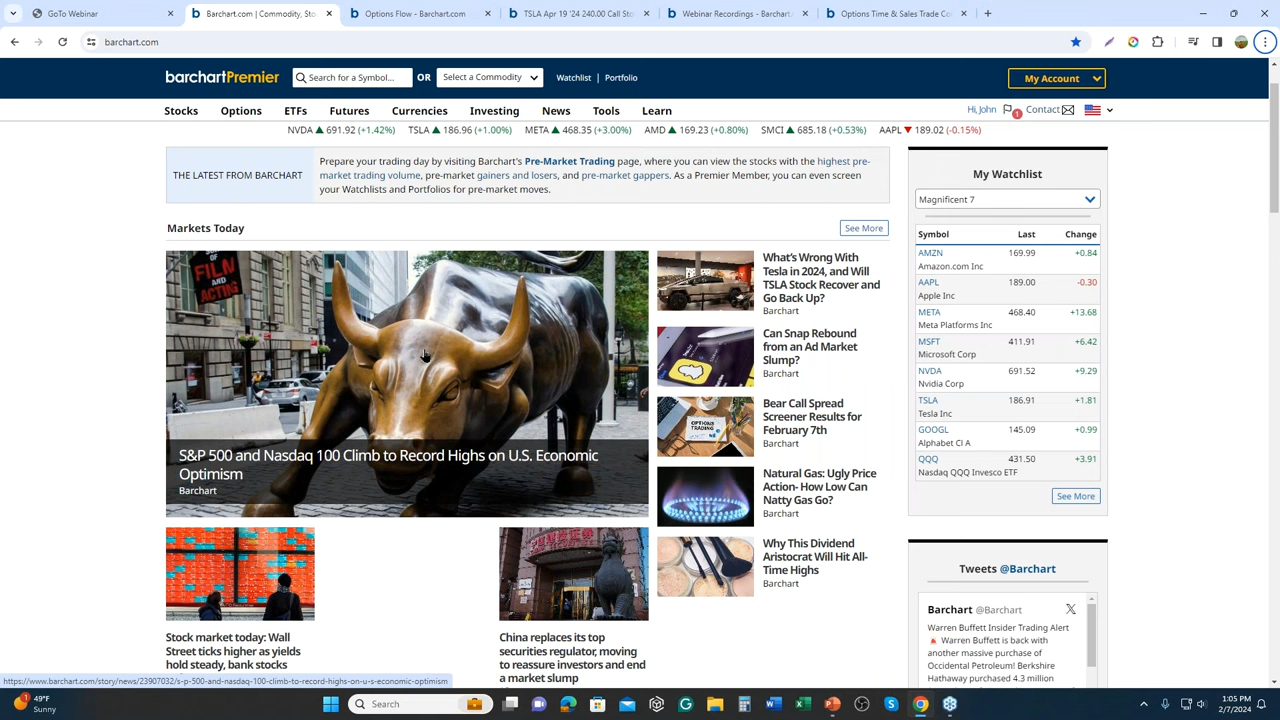 GoTo Webinar
Barchart.com | Commodity, Sto
Options Flow - Barchart.com
TSLA Apr 19 '24 240.00 Call Sto
Webinar Recordings - Barchart.
Options Time & Sales Trade Co
barchart.com
barchartPremier
Search for a Symbol...
OR
Select a Commodity
Watchlist | Portfolio
My Account
Stocks
Options
ETFs
Futures
Currencies
Investing
News
Tools
Learn
Hi, John
1
Contact
NVDA 691.92 (+1.42%)
TSLA 186.96 (+1.00%)
META 468.35 (+3.00%)
AMD 169.23 (+0.80%)
SMCI 685.18 (+0.53%)
AAPL 189.02 (-0.15%)
THE LATEST FROM BARCHART
Prepare your trading day by visiting Barchart's Pre-Market Trading page, where you can view the stocks with the highest pre-
market trading volume, pre-market gainers and losers, and pre-market gappers. As a Premier Member, you can even screen
your Watchlists and Portfolios for pre-market moves.
Markets Today
See More
FILM
AND
ACTING
S&P 500 and Nasdaq 100 Climb to Record Highs on U.S. Economic
Optimism
Barchart
What's Wrong With
Tesla in 2024, and Will
TSLA Stock Recover and
Go Back Up?
Barchart
Can Snap Rebound
from an Ad Market
Slump?
Barchart
OPTIONS
TRADING
Bear Call Spread
Screener Results for
February 7th
Barchart
Natural Gas: Ugly Price
Action- How Low Can
Natty Gas Go?
Barchart
Why This Dividend
Aristocrat Will Hit All-
Time Highs
Barchart
Stock market today: Wall
Street ticks higher as yields
hold steady, bank stocks
China replaces its top
securities regulator, moving
to reassure investors and end
a market slump
My Watchlist
Magnificent 7
Symbol Last Change
AMZN 169.99 +0.84
Amazon.com Inc
AAPL 189.00 -0.30
Apple Inc
META 468.40 +13.68
Meta Platforms Inc
MSFT 411.91 +6.42
Microsoft Corp
NVDA 691.52 +9.29
Nvidia Corp
TSLA 186.91 +1.81
Tesla Inc
GOOGL 145.09 +0.99
Alphabet Cl A
QQQ 431.50 +3.91
Nasdaq QQQ Invesco ETF
See More
Tweets @Barchart
Barchart @Barchart
Warren Buffett Insider Trading Alert
Warren Buffett is back with
another massive purchase of
Occidental Petroleum! Berkshire
Hathaway purchased 4.3 million
https://www.barchart.com/story/news/23907032/s-p-500-and-nasdaq-100-climb-to-record-highs-on-u-s-economic-optimism
1
49°F
Sunny
Search
1:05 PM
2/7/2024